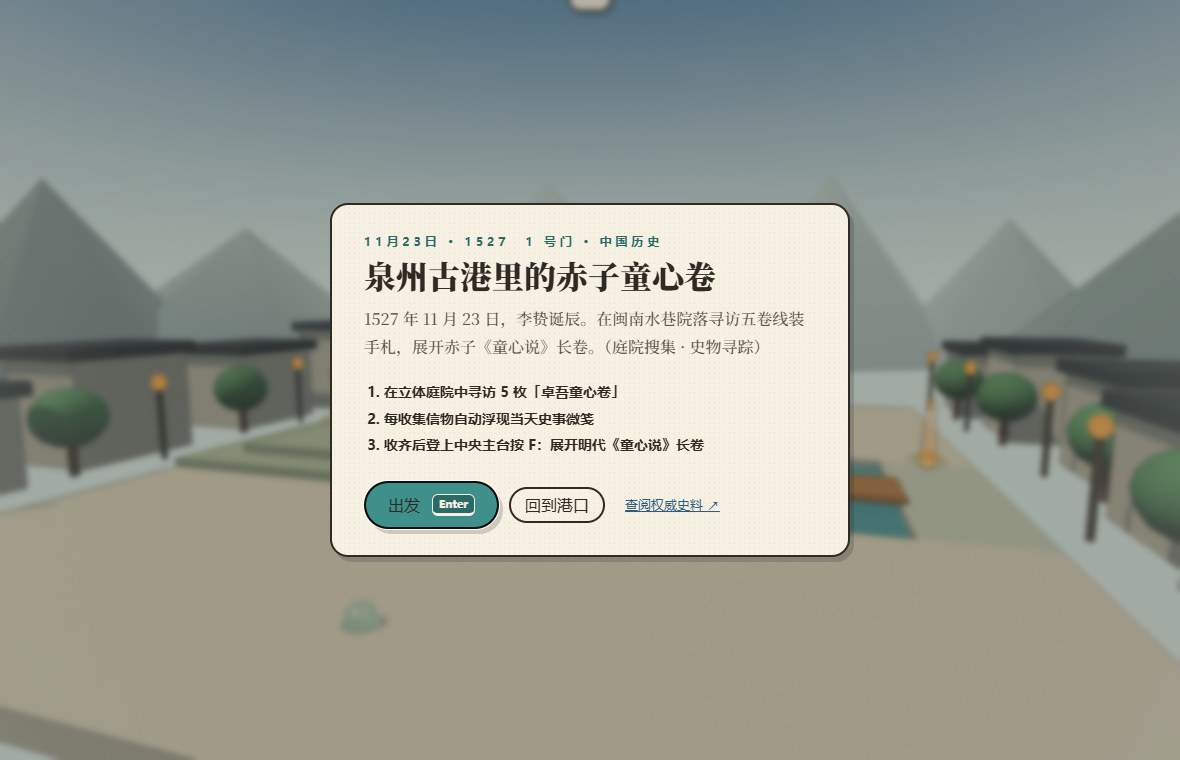 11月23日 • 1527 1 号门 • 中国历史
泉州古港里的赤子童心卷
1527 年 11 月 23 日，李贽诞辰。在闽南水巷院落寻访五卷线装
手札，展开赤子《童心说》长卷。（庭院搜集 · 史物寻踪）
1. 在立体庭院中寻访 5 枚「卓吾童心卷」
2. 每收集信物自动浮现当天史事微笺
3. 收齐后登上中央主台按 F：展开明代《童心说》长卷
出发 Enter 回到港口 查阅权威史料 ↗